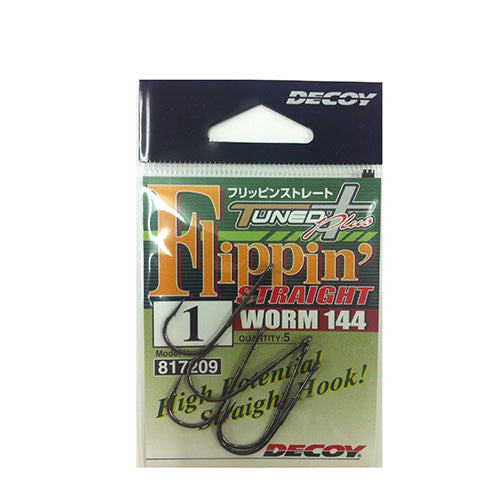 DECOY
フリッピンストレート
TUNED Plus
Flippin'
STRAIGHT
1
WORM 144
QUANTITY:5
Model
817209
High Potential
Straight Hook!
DECOY